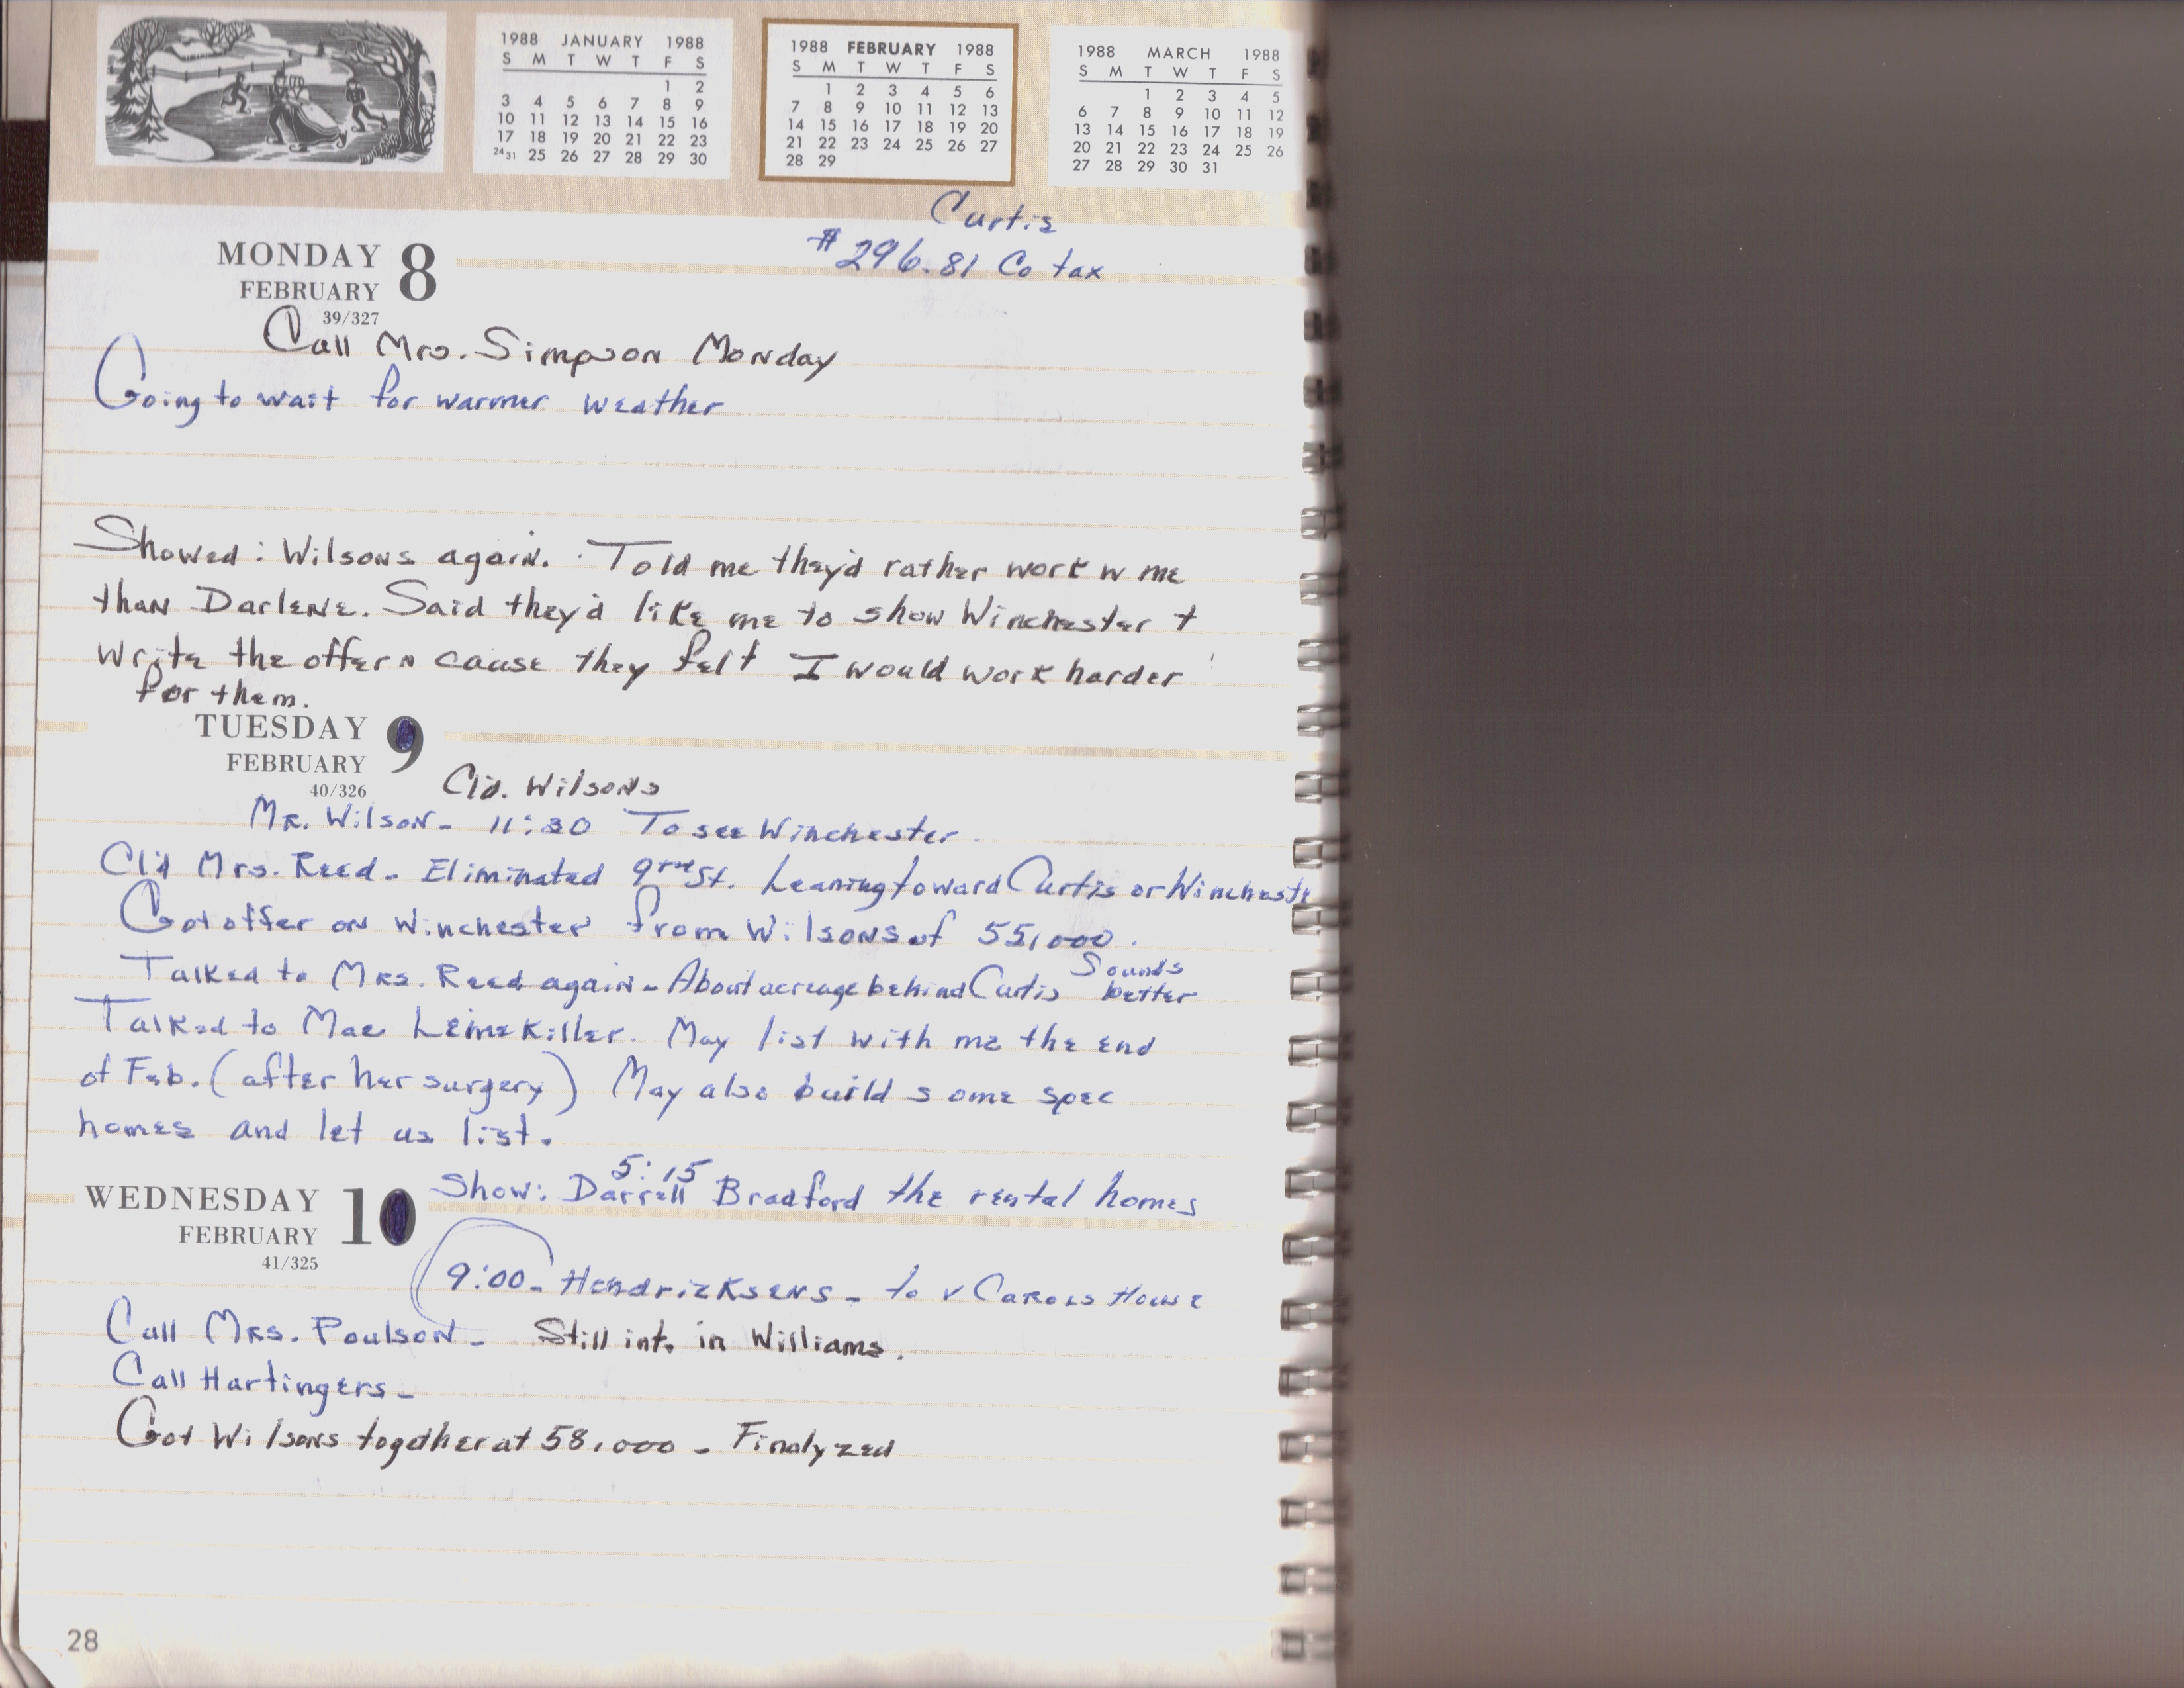 1988 JANUARY 1988
S M T W T F S
1 2
3 4 5 6 7 8 9
10 11 12 13 14 15 16
17 18 19 20 21 22 23
24 31 25 26 27 28 29 30
1988 FEBRUARY 1988
S M T W T F S
1 2 3 4 5 6
7 8 9 10 11 12 13
14 15 16 17 18 19 20
21 22 23 24 25 26 27
28 29
1988 MARCH 1988
S M T W T F S
1 2 3 4 5
6 7 8 9 10 11 12
13 14 15 16 17 18 19
20 21 22 23 24 25 26
27 28 29 30 31
Curtis
#296.81 Co tax
MONDAY 8
FEBRUARY
39/327
Call Mrs. Simpson Monday
Going to wait for warmer weather
Showed: Wilsons again. Told me they'd rather work w me
than Darlene. Said they'd like me to show Winchester +
write the offer n cause they felt I would work harder
for them.
TUESDAY 9
FEBRUARY
40/326
Cl'd. Wilsons
Mr. Wilson - 11:30 To see Winchester.
Cl'd Mrs. Reed - Eliminated St. Leaning toward Curtis or Wincheste
Got offer on Winchester from Wilsons of 55,000.
Talked to Mrs. Reed again - About acreage behind Curtis Sounds
better
Talked to Mae Leimkiller. May list with me the end
of Feb. (after her surgery) May also build some spec
homes and let us list.
5:15
WEDNESDAY 10
FEBRUARY
41/325
Show: Darrell Bradford the rental homes
9:00 - Hendricksens - to v Carols House
Call Mrs. Poulson - Still int. in Williams.
Call Hartingers -
Got Wilsons together at 58,000 - Finalyzed
28